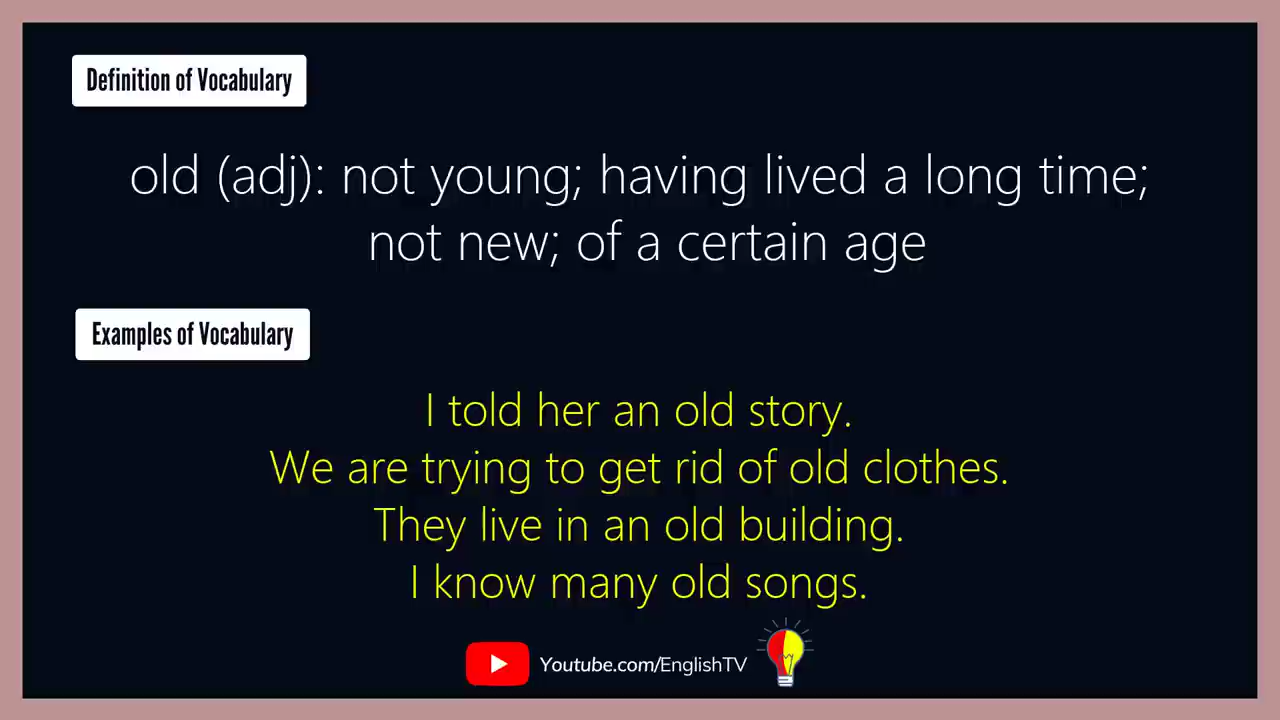 Definition of Vocabulary
old (adj): not young; having lived a long time;
not new; of a certain age
Examples of Vocabulary
I told her an old story.
We are trying to get rid of old clothes.
They live in an old building.
I know many old songs.
Youtube.com/EnglishTV